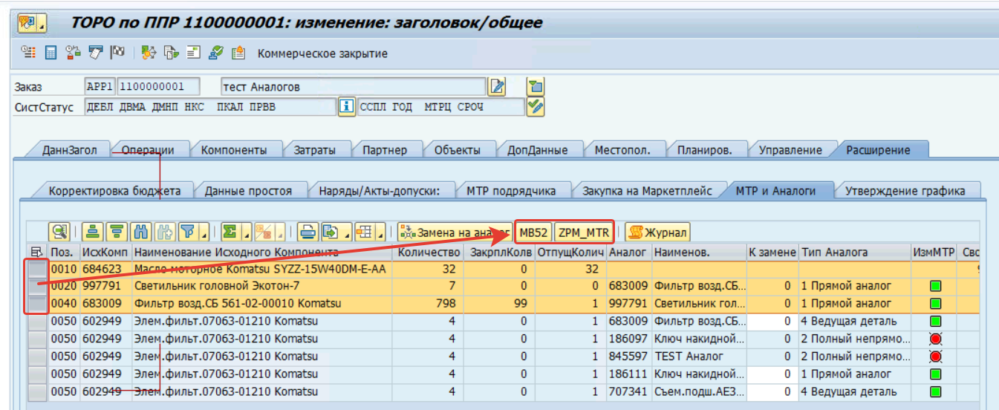 ТОРО по ППР 1100000001: изменение: заголовок/общее
Коммерческое закрытие
Заказ APP1 1100000001 тест Аналогов
СистСтатус ДЕБЛ ДВМА ДМНП НКС ПКАЛ ПРВВ ССПЛ ГОД МТРЦ СРОЧ
ДаннЗагол Операции Компоненты Затраты Партнер Объекты ДопДанные Местопол. Планиров. Управление Расширение
Корректировка бюджета Данные простоя Наряды/Акты-допуски: МТР подрядчика Закупка на Маркетплейс МТР и Аналоги Утверждение графика
Замена на аналог MB52 ZPM_MTR Журнал
Поз. ИсхКомп Наименование Исходного Компонента Количество ЗакрплКолв ОтпущКолич Аналог Наименов. К замене Тип Аналога ИзмМТР Сво
0010 684623 Масло моторное Komatsu SYZZ-15W40DM-E-AA 32 0 32
0020 997791 Светильник головной Экотон-7 7 0 0 683009 Фильтр возд.СБ... 0 1 Прямой аналог
0040 683009 Фильтр возд.СБ 561-02-00010 Komatsu 798 99 1 997791 Светильник гол... 0 1 Прямой аналог
0050 602949 Элем.фильт.07063-01210 Komatsu 4 0 1 683009 Фильтр возд.СБ... 0 4 Ведущая деталь
0050 602949 Элем.фильт.07063-01210 Komatsu 4 0 1 186097 Ключ накидной... 0 2 Полный непрямо...
0050 602949 Элем.фильт.07063-01210 Komatsu 4 0 1 845597 TEST Аналог 0 2 Полный непрямо...
0050 602949 Элем.фильт.07063-01210 Komatsu 4 0 1 186111 Ключ накидной... 0 1 Прямой аналог
0050 602949 Элем.фильт.07063-01210 Komatsu 4 0 1 707341 Съем.подш.АЕЗ... 0 4 Ведущая деталь